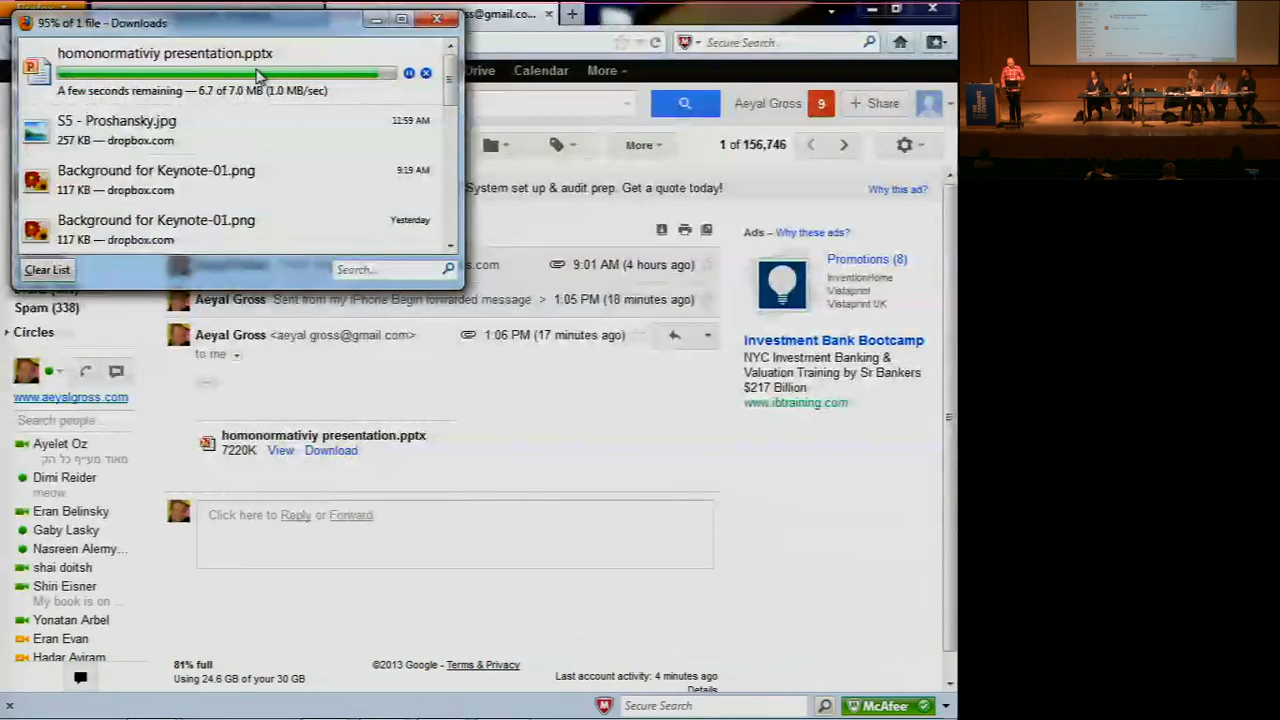 95% of 1 file - Downloads
@gmail.co...
homonormativiy presentation.pptx
A few seconds remaining — 6.7 of 7.0 MB (1.0 MB/sec)
S5 - Proshansky.jpg
11:59 AM
257 KB — dropbox.com
Background for Keynote-01.png
9:19 AM
117 KB — dropbox.com
Background for Keynote-01.png
Yesterday
117 KB — dropbox.com
Clear List
Search...
Secure Search
Drive Calendar More
Aeyal Gross 9 + Share
More
1 of 156,746
System set up & audit prep. Get a quote today!
Why this ad?
Ads – Why these ads?
s.com
9:01 AM (4 hours ago)
Aeyal Gross Sent from my iPhone Begin forwarded message > 1:05 PM (18 minutes ago)
Aeyal Gross <aeyal.gross@gmail.com> 1:06 PM (17 minutes ago)
to me
homonormativiy presentation.pptx
7220K View Download
Click here to Reply or Forward
Promotions (8)
InventionHome
Vistaprint
Vistaprint UK
Investment Bank Bootcamp
NYC Investment Banking &
Valuation Training by Sr Bankers
$217 Billion
www.ibtraining.com
Spam (338)
Circles
www.aeyalgross.com
Search people...
Ayelet Oz
מאוד מעייף כל הק
Dimi Reider
meow
Eran Belinsky
Gaby Lasky
Nasreen Alemy...
shai doitsh
Shiri Eisner
My book is on ...
Yonatan Arbel
Eran Evan
Hadar Aviram
81% full
Using 24.6 GB of your 30 GB
©2013 Google - Terms & Privacy
Last account activity: 4 minutes ago
Details
Secure Search
McAfee